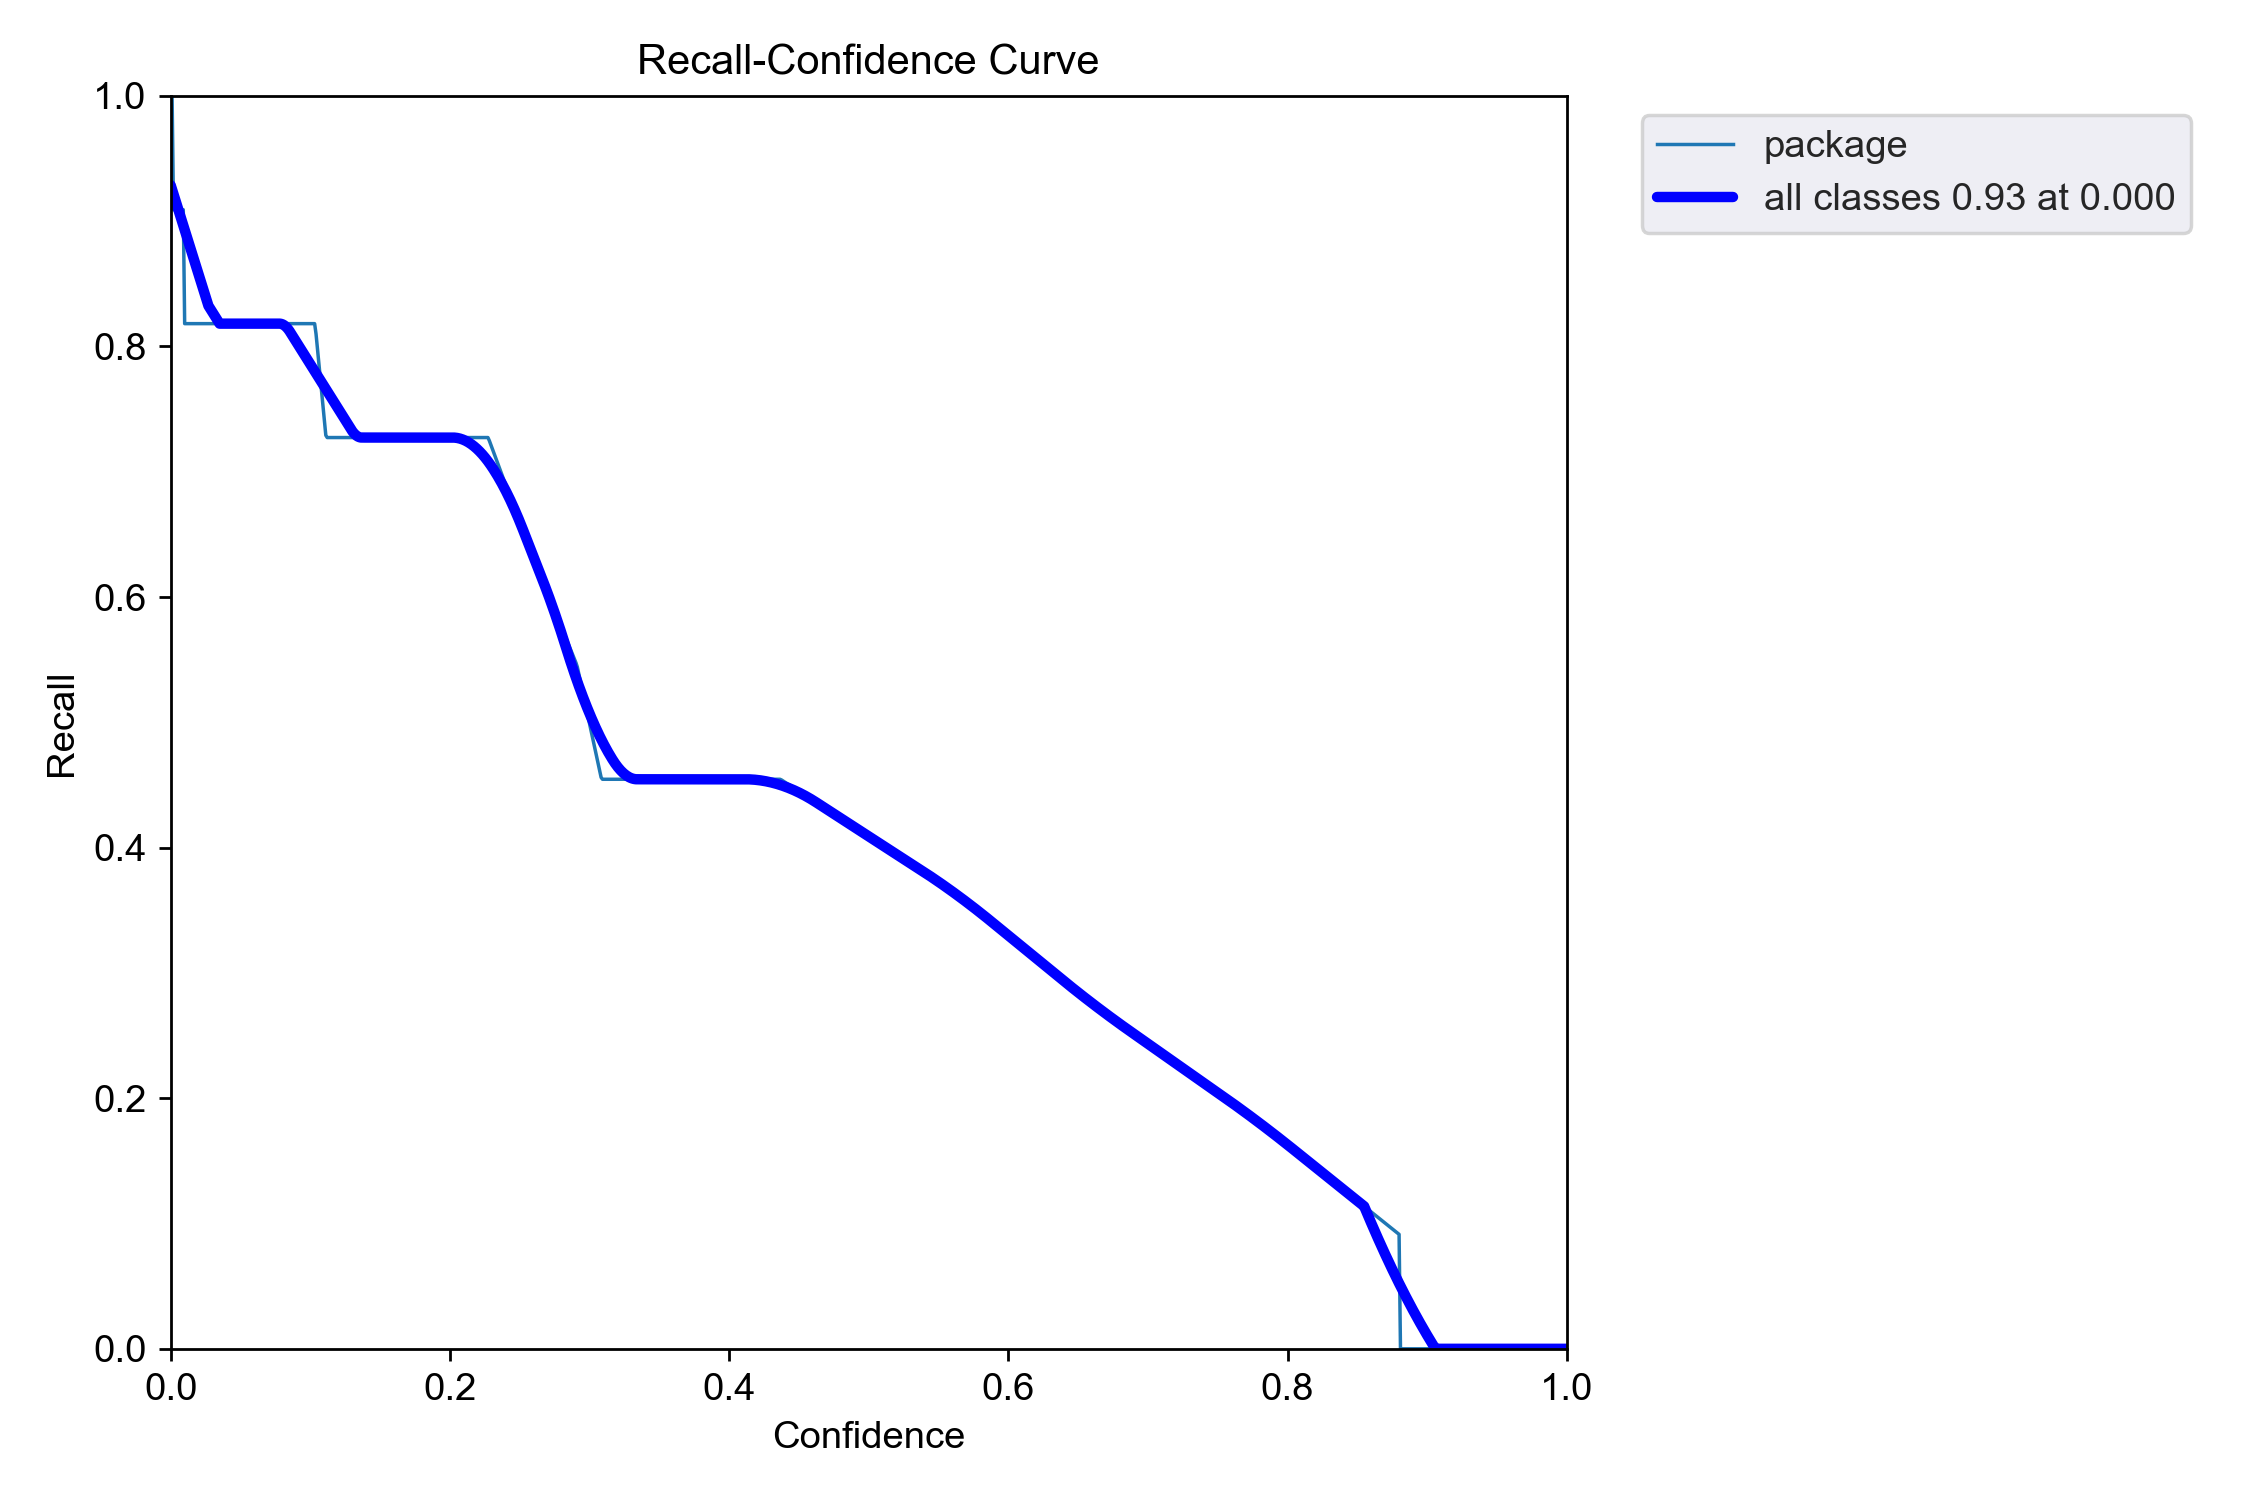 Recall-Confidence Curve
1.0
0.8
0.6
0.4
0.2
0.0
Recall
0.0 0.2 0.4 0.6 0.8 1.0
Confidence
package
all classes 0.93 at 0.000